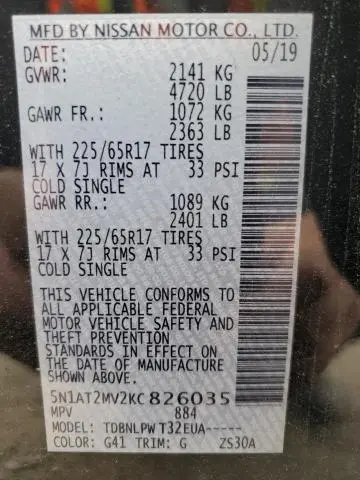 MFD BY NISSAN MOTOR CO., LTD.
DATE: 05/19
GVWR: 2141 KG
4720 LB
GAWR FR.: 1072 KG
2363 LB
WITH 225/65R17 TIRES
17 X 7J RIMS AT 33 PSI
COLD SINGLE
GAWR RR.: 1089 KG
2401 LB
WITH 225/65R17 TIRES
17 X 7J RIMS AT 33 PSI
COLD SINGLE
THIS VEHICLE CONFORMS TO
ALL APPLICABLE FEDERAL
MOTOR VEHICLE SAFETY AND
THEFT PREVENTION
STANDARDS IN EFFECT ON
THE DATE OF MANUFACTURE
SHOWN ABOVE.
5N1AT2MV2KC826035
MPV 884
MODEL: TDBNLPW T32EUA-----
COLOR: G41 TRIM: G ZS30A